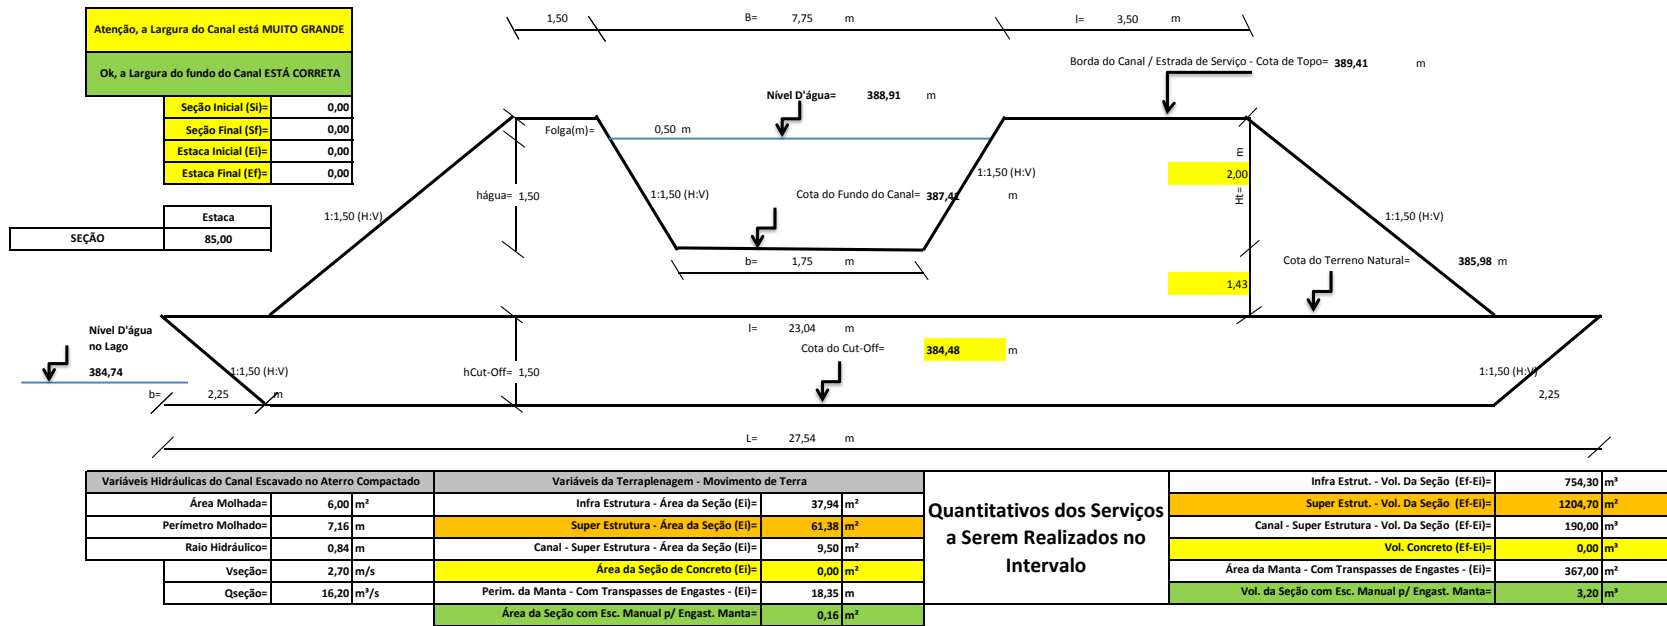 1,50 B= 7,75 m l= 3,50 m
Atenção, a Largura do Canal está MUITO GRANDE
Ok, a Largura do fundo do Canal ESTÁ CORRETA
Borda do Canal / Estrada de Serviço - Cota de Topo= 389,41 m
Nível D'água= 388,91 m
Seção Inicial (Si)= 0,00
Seção Final (Sf)= 0,00
Estaca Inicial (Ei)= 0,00
Estaca Final (Ef)= 0,00
Folga(m)= 0,50 m
1:1,50 (H:V)
m
2,00
Ht=
hágua= 1,50
1:1,50 (H:V)
Cota do Fundo do Canal= 387,41 m
Estaca
SEÇÃO 85,00
1:1,50 (H:V)
1:1,50 (H:V)
b= 1,75 m
Cota do Terreno Natural= 385,98 m
1,43
Nível D'água
no Lago
384,74
l= 23,04 m
Cota do Cut-Off= 384,48 m
1:1,50 (H:V)
hCut-Off= 1,50
1:1,50 (H:V)
b= 2,25 m
2,25
L= 27,54 m
Variáveis Hidráulicas do Canal Escavado no Aterro Compactado
Área Molhada= 6,00 m²
Perímetro Molhado= 7,16 m
Raio Hidráulico= 0,84 m
Vseção= 2,70 m/s
Qseção= 16,20 m³/s
Variáveis da Terraplenagem - Movimento de Terra
Infra Estrutura - Área da Seção (Ei)= 37,94 m²
Super Estrutura - Área da Seção (Ei)= 61,38 m²
Canal - Super Estrutura - Área da Seção (Ei)= 9,50 m²
Área da Seção de Concreto (Ei)= 0,00 m²
Perim. da Manta - Com Transpasses de Engastes - (Ei)= 18,35 m
Área da Seção com Esc. Manual p/ Engast. Manta= 0,16 m²
Quantitativos dos Serviços
a Serem Realizados no
Intervalo
Infra Estrut. - Vol. Da Seção (Ef-Ei)= 754,30 m³
Super Estrut. - Vol. Da Seção (Ef-Ei)= 1204,70 m²
Canal - Super Estrutura - Vol. Da Seção (Ef-Ei)= 190,00 m³
Vol. Concreto (Ef-Ei)= 0,00 m³
Área da Manta - Com Transpasses de Engastes - (Ei)= 367,00 m²
Vol. da Seção com Esc. Manual p/ Engast. Manta= 3,20 m³